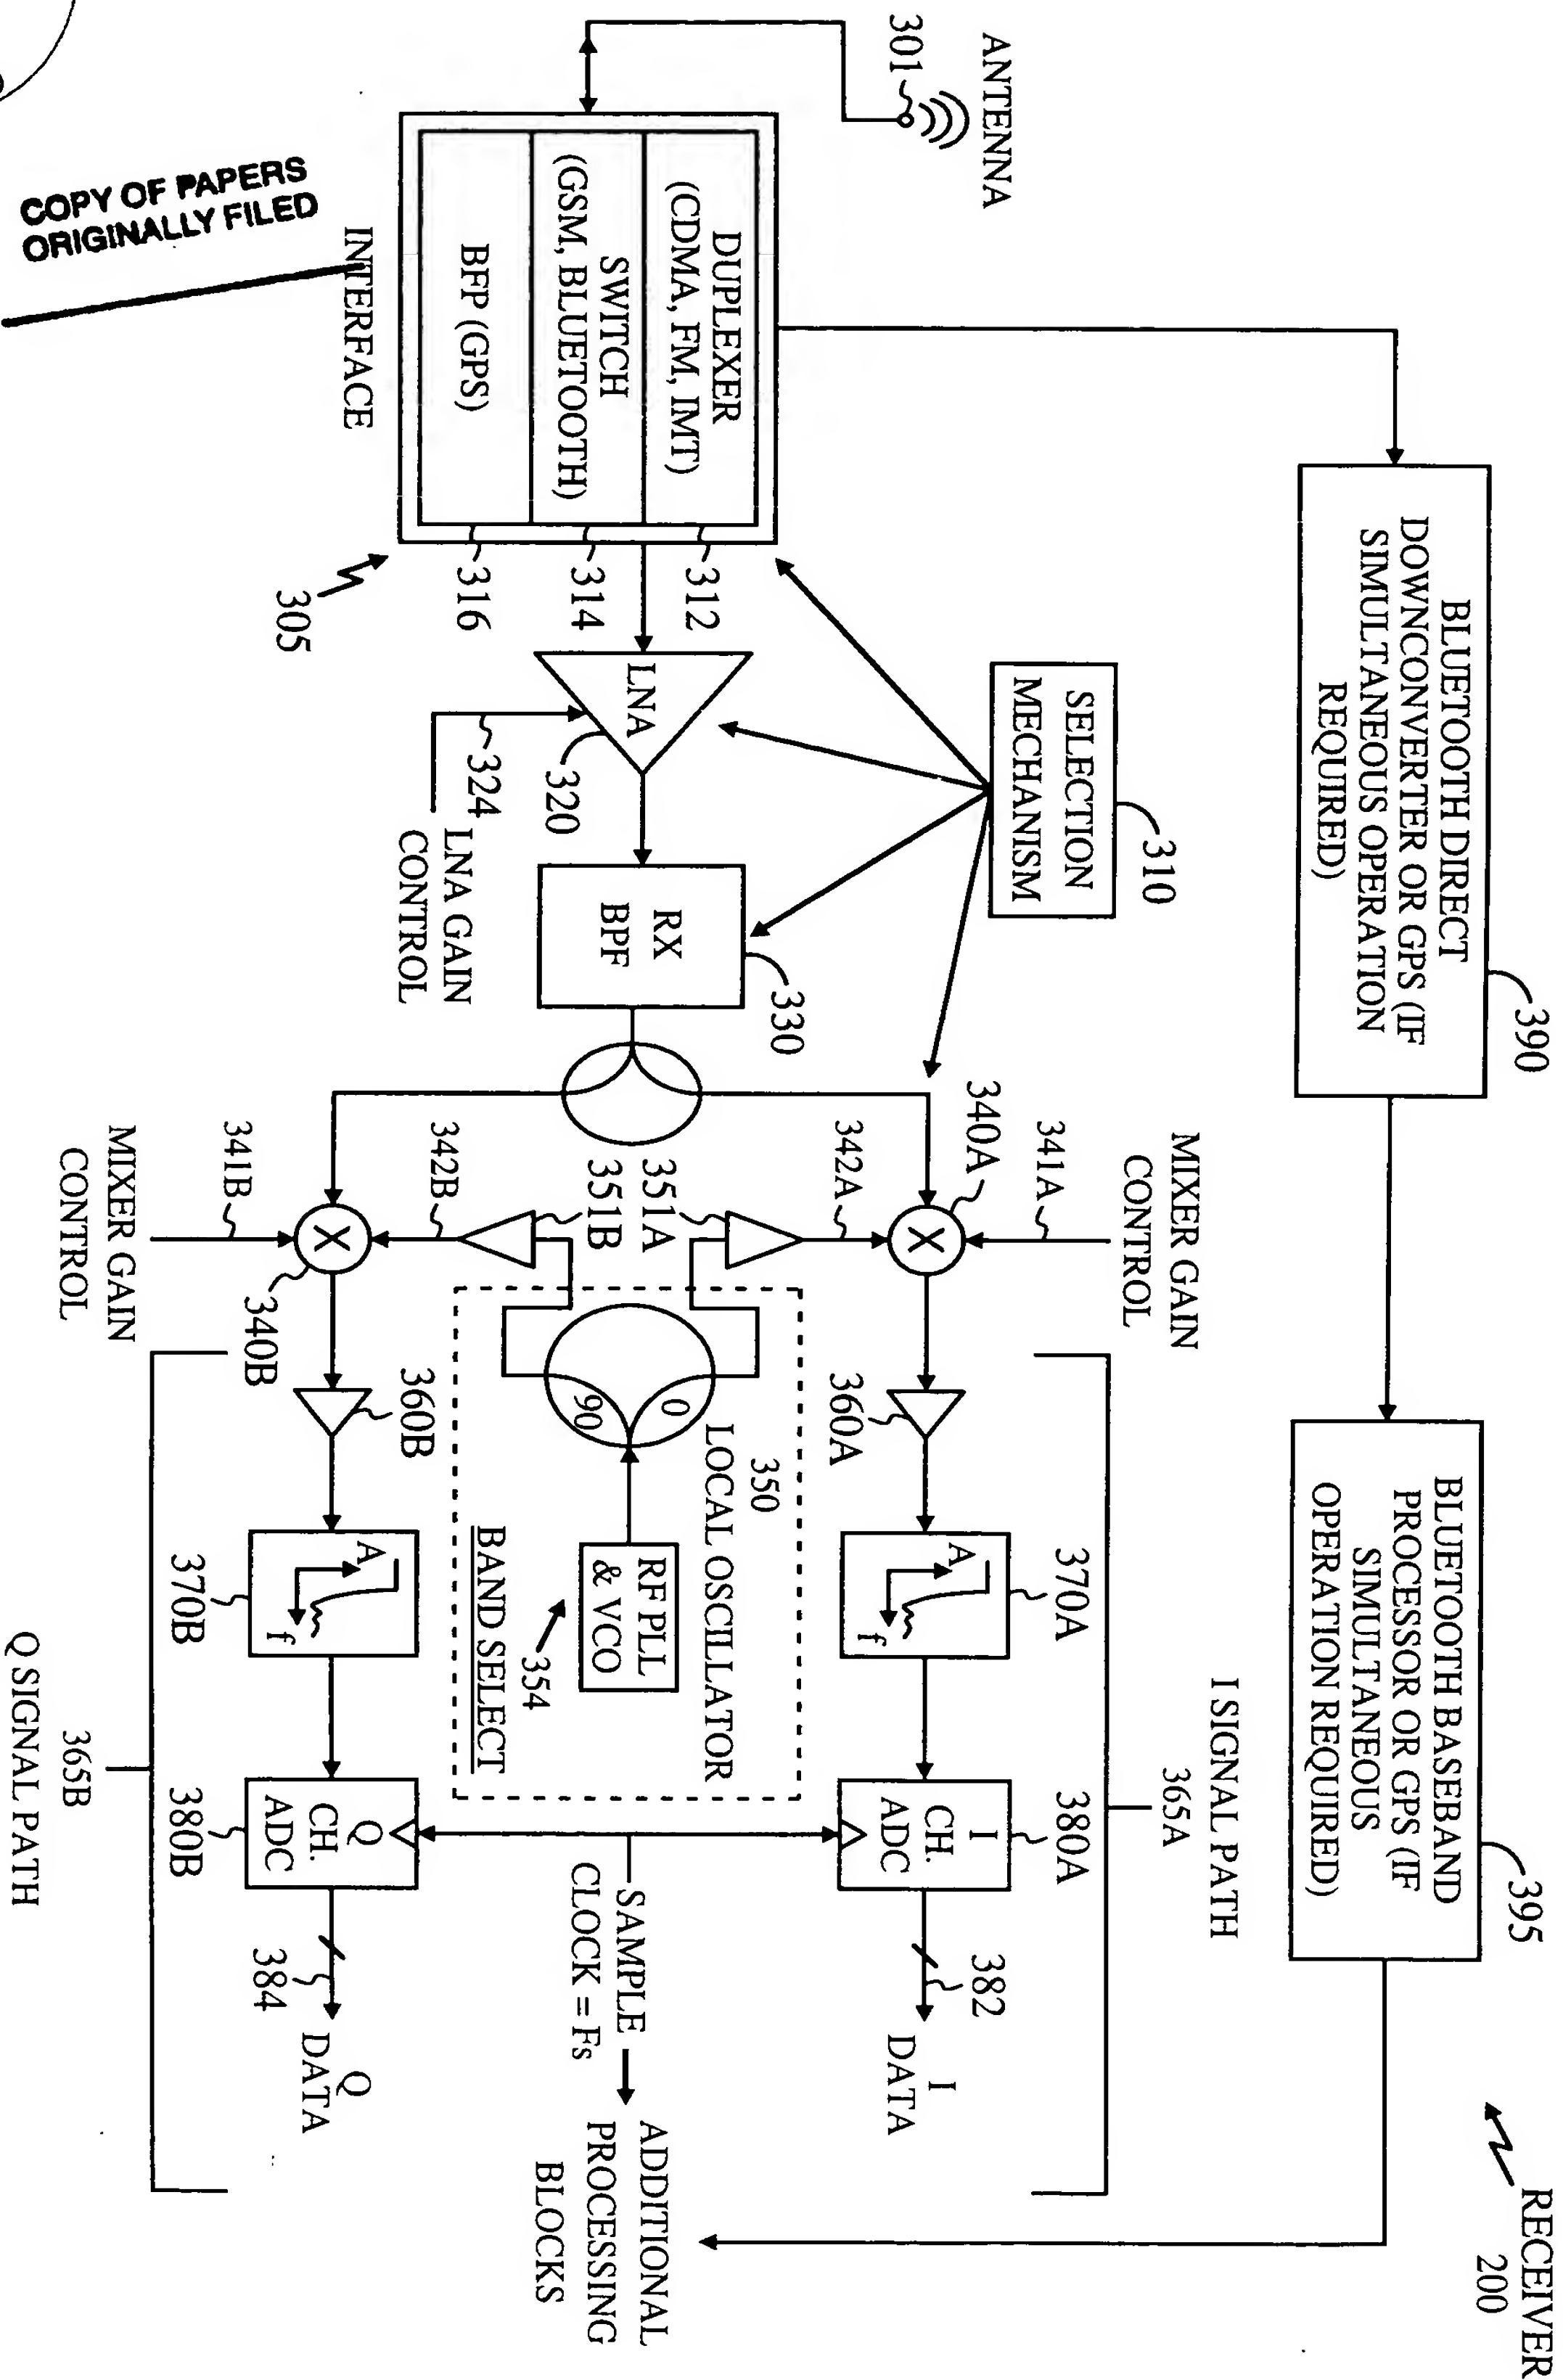 RECEIVER
200
BLUETOOTH DIRECT
DOWNCONVERTER OR GPS (IF
SIMULTANEOUS OPERATION
REQUIRED)
390
BLUETOOTH BASEBAND
PROCESSOR OR GPS (IF
SIMULTANEOUS
OPERATION REQUIRED)
395
ANTENNA
301
SELECTION
MECHANISM
310
MIXER GAIN
CONTROL
341A
340A
342A
I SIGNAL PATH
365A
DUPLEXER
(CDMA, FM, IMT)
312
SWITCH
(GSM, BLUETOOTH)
314
BFP (GPS)
316
INTERFACE
305
LNA
320
324
LNA GAIN
CONTROL
RX
BPF
330
351A
351B
360A
A
f
370A
I
CH.
ADC
380A
382
I
DATA
350
LOCAL OSCILLATOR
0
90
RF PLL
& VCO
354
BAND SELECT
SAMPLE
CLOCK = Fs
ADDITIONAL
PROCESSING
BLOCKS
342B
341B
340B
MIXER GAIN
CONTROL
360B
A
f
370B
Q
CH.
ADC
380B
384
Q
DATA
365B
Q SIGNAL PATH
COPY OF PAPERS
ORIGINALLY FILED